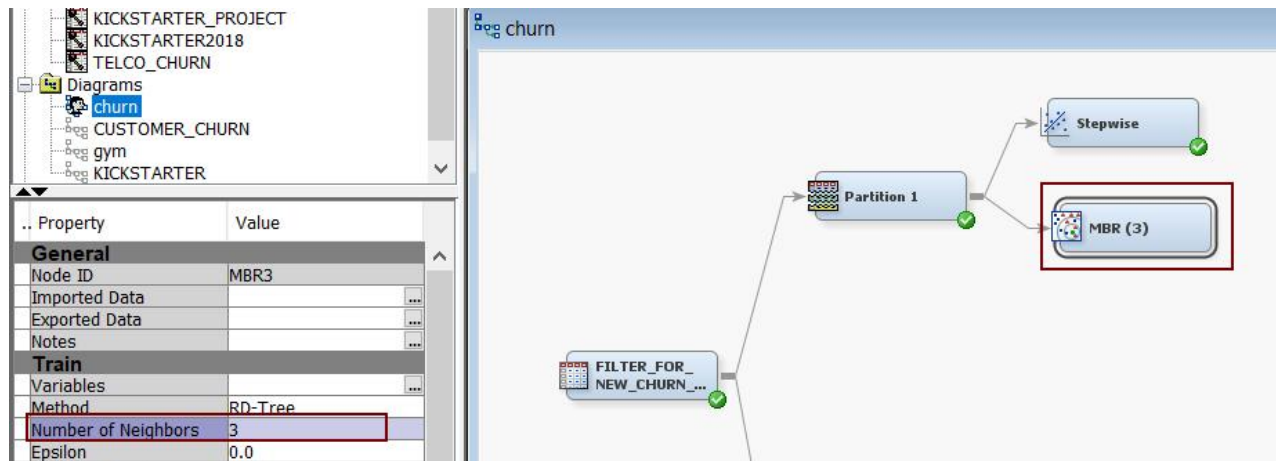 KICKSTARTER_PROJECT
KICKSTARTER2018
TELCO_CHURN
Diagrams
churn
CUSTOMER_CHURN
gym
KICKSTARTER
.. Property Value
General
Node ID MBR3
Imported Data ...
Exported Data ...
Notes ...
Train
Variables ...
Method RD-Tree
Number of Neighbors 3
Epsilon 0.0
churn
Stepwise
Partition 1
MBR (3)
FILTER_FOR_
NEW_CHURN_...